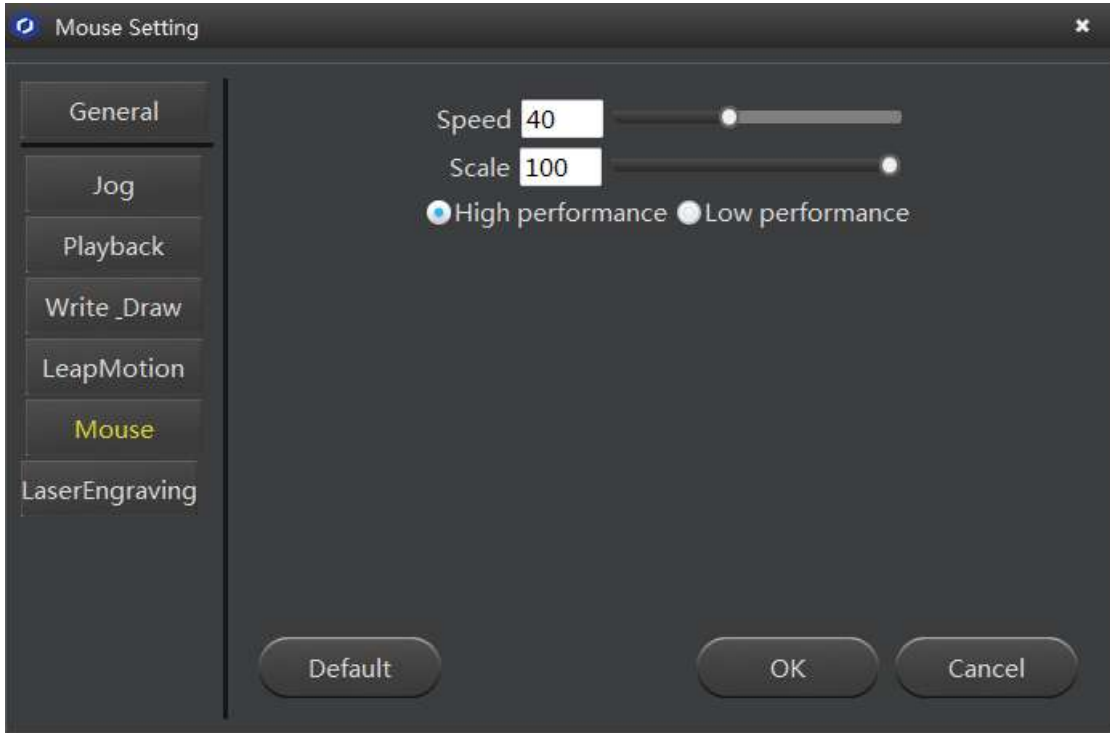 Mouse Setting
General
Jog
Playback
Write _Draw
LeapMotion
Mouse
LaserEngraving
Speed 40
Scale 100
High performance Low performance
Default OK Cancel